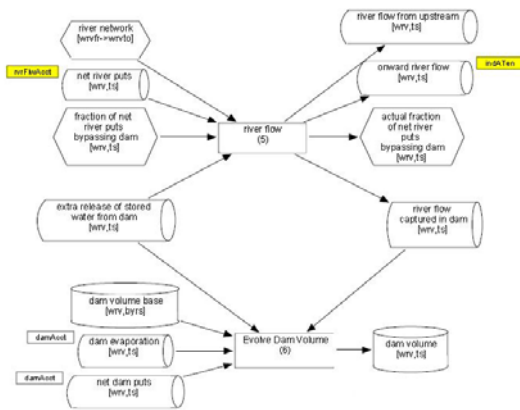 river network
[wrvfr->wrvto]
river flow from upstream
[wrv,ts]
nrrFlwAcct
net river puts
[wrv,ts]
onward river flow
[wrv,ts]
indATen
fraction of net
river puts
bypassing dam
[wrv,ts]
river flow
(5)
actual fraction
of net river
puts
bypassing dam
[wrv,ts]
extra release of stored
water from dam
[wrv,ts]
river flow
captured in dam
[wrv,ts]
dam volume base
[wrv,byrs]
damAcct
dam evaporation
[wrv,ts]
Evolve Dam Volume
(6)
dam volume
[wrv,ts]
damAcct
net dam puts
[wrv,ts]